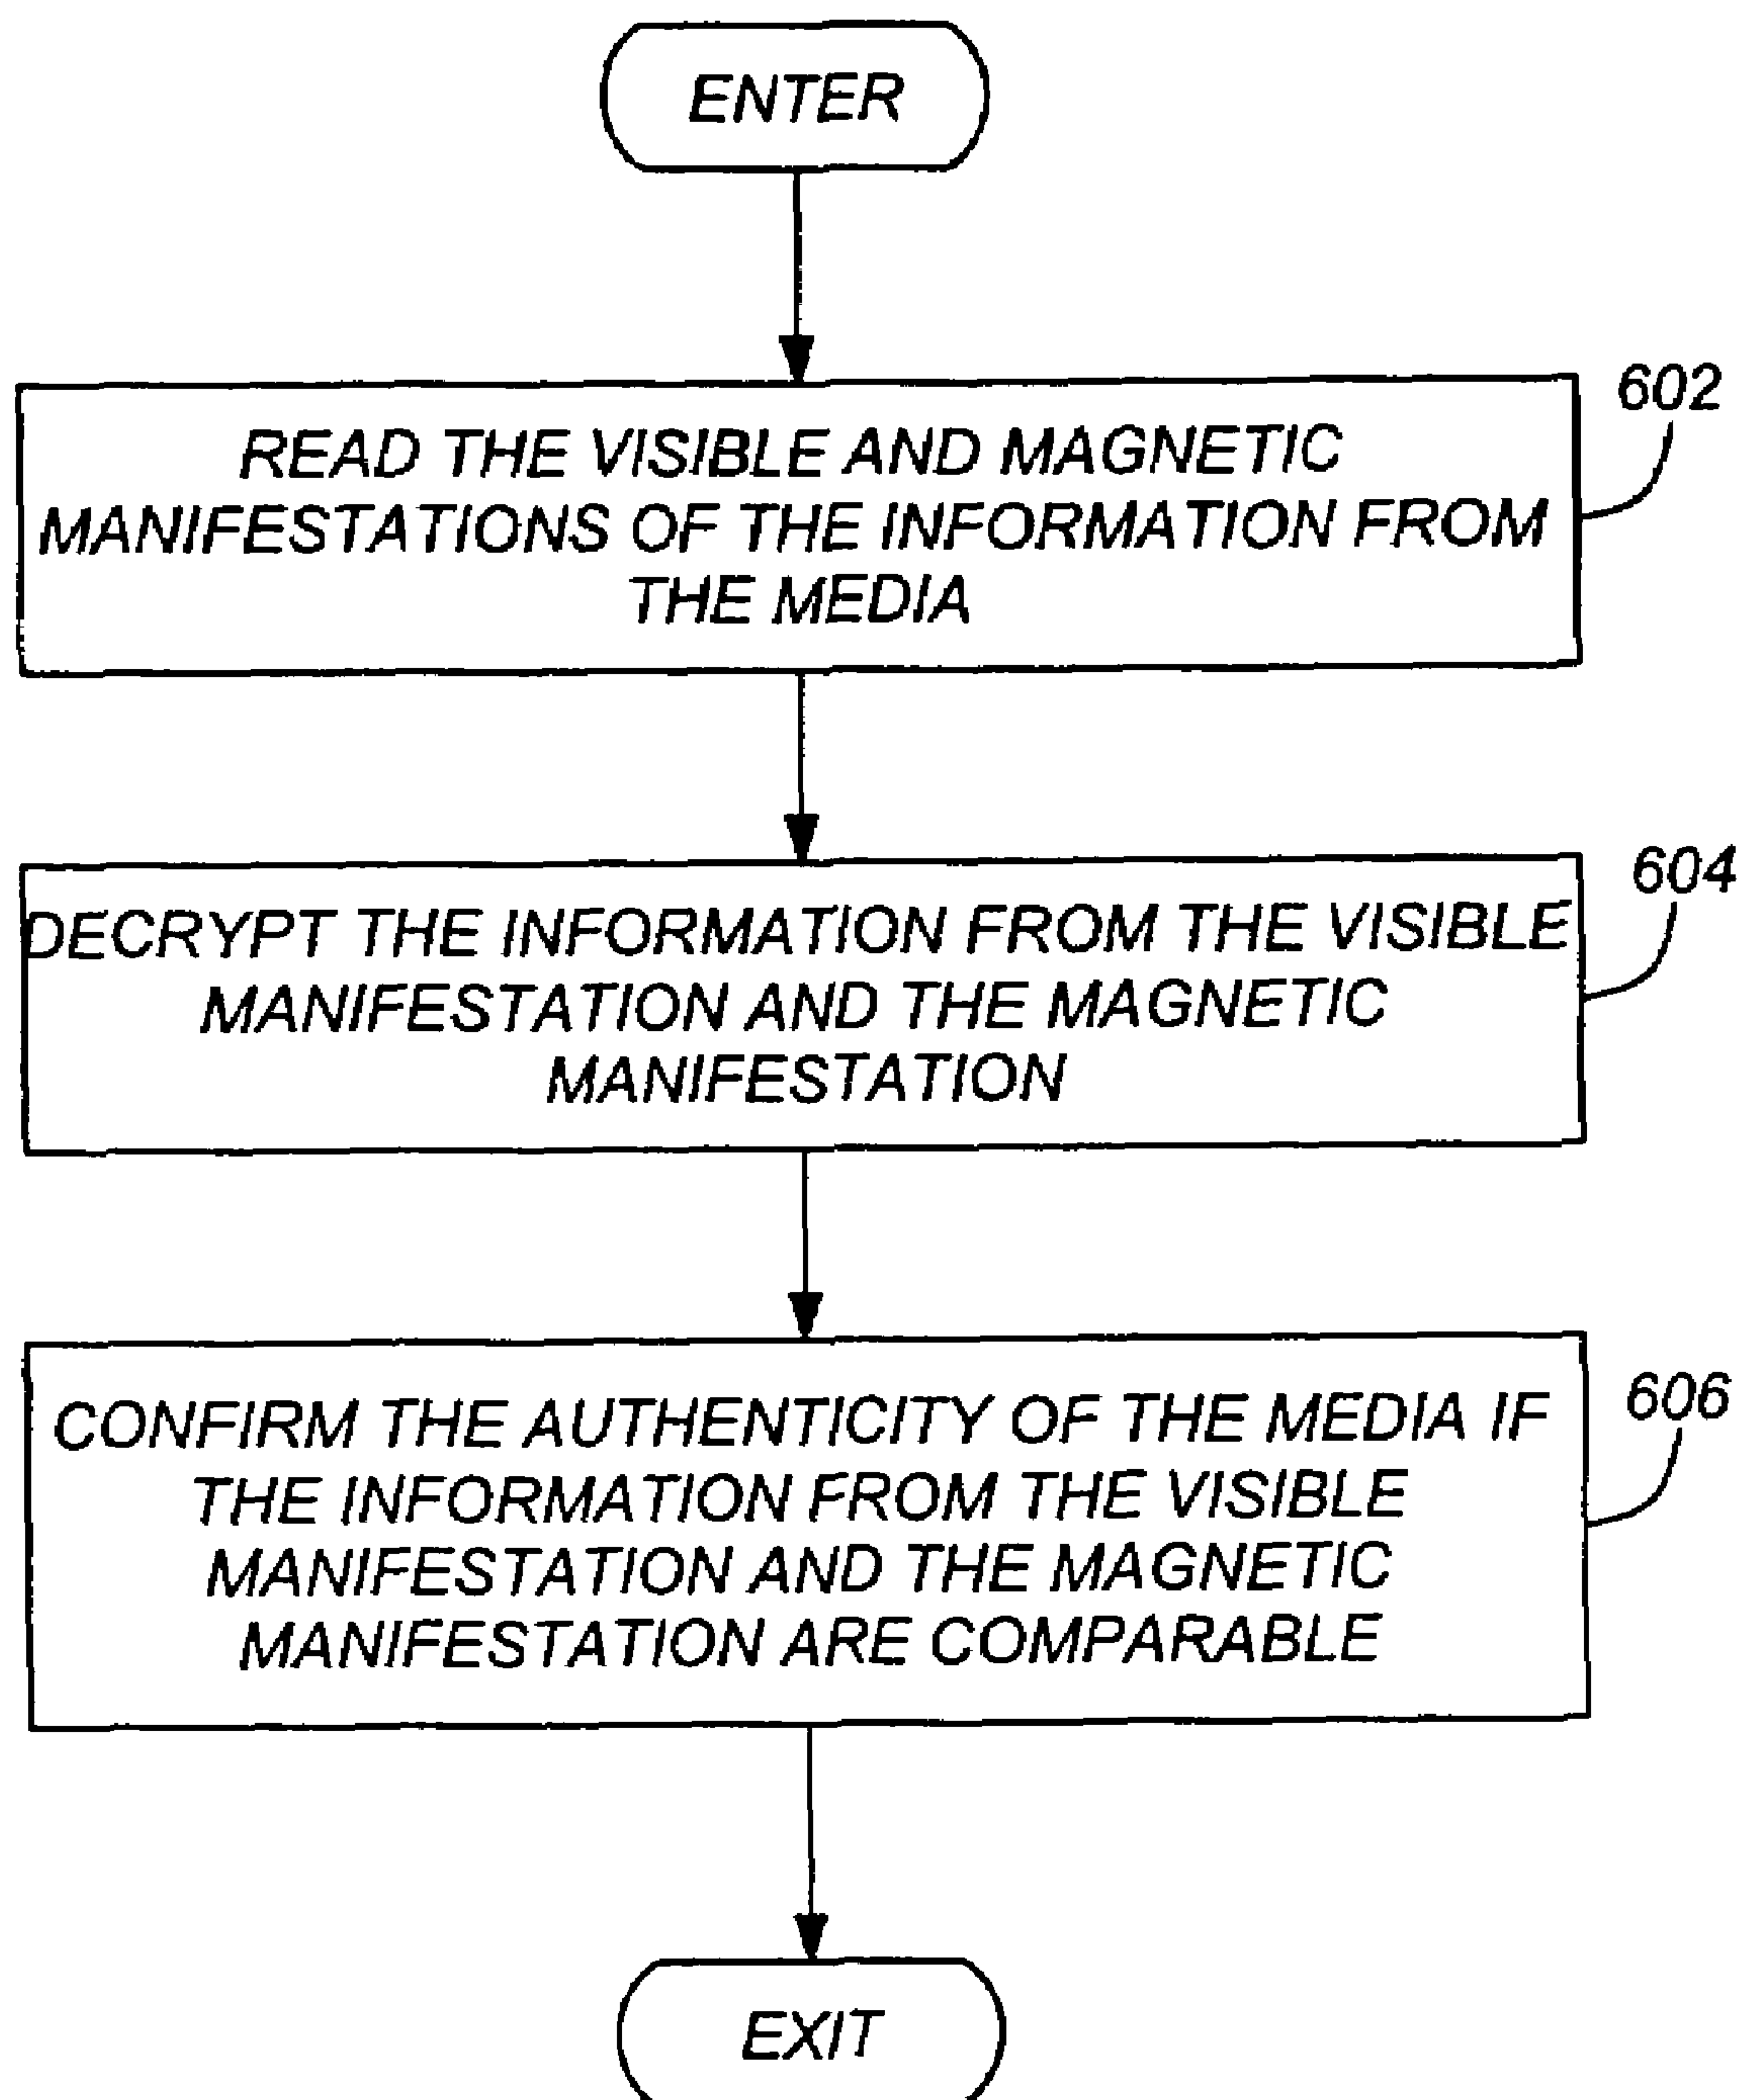 ENTER
602
READ THE VISIBLE AND MAGNETIC
MANIFESTATIONS OF THE INFORMATION FROM
THE MEDIA
604
DECRYPT THE INFORMATION FROM THE VISIBLE
MANIFESTATION AND THE MAGNETIC
MANIFESTATION
606
CONFIRM THE AUTHENTICITY OF THE MEDIA IF
THE INFORMATION FROM THE VISIBLE
MANIFESTATION AND THE MAGNETIC
MANIFESTATION ARE COMPARABLE
EXIT